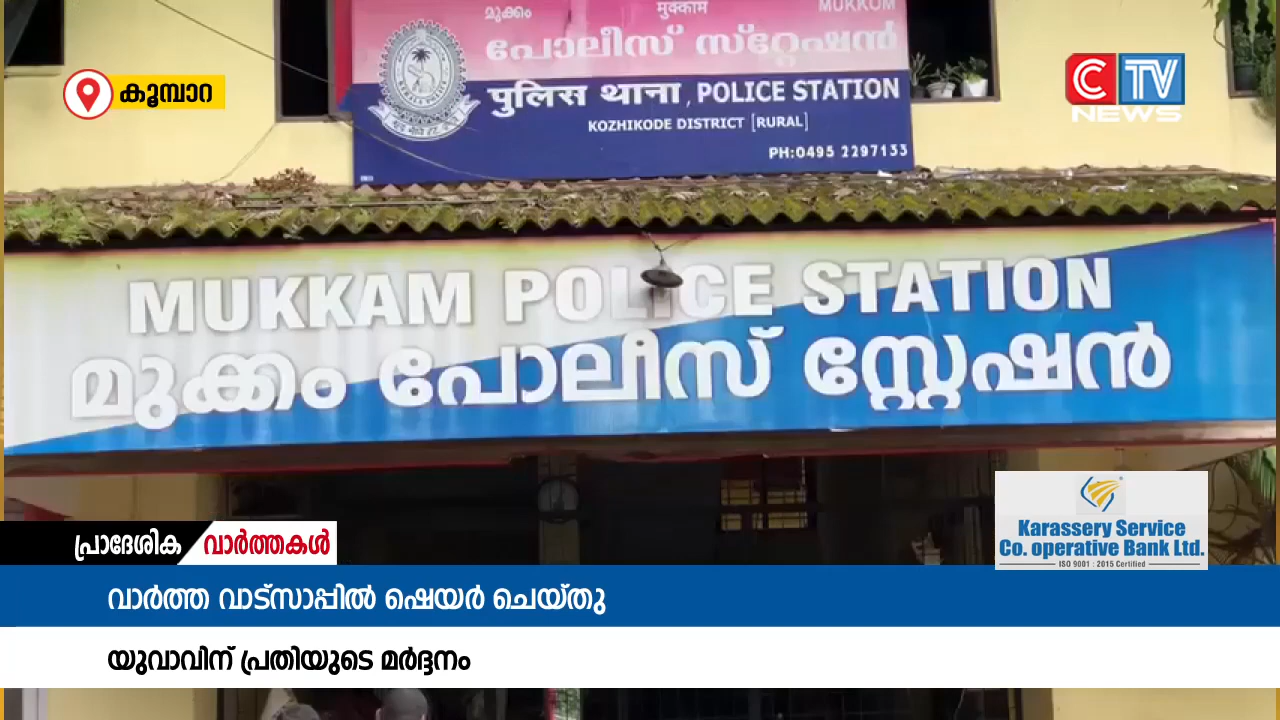 മുക്കം मुक्काम MUKKOM
പോലീസ് സ്റ്റേഷൻ
पुलिस थाना, POLICE STATION
KOZHIKODE DISTRICT [RURAL]
PH:0495 2297133
കൂമ്പാറ
CTV
NEWS
MUKKAM POLICE STATION
മുക്കം പോലീസ് സ്റ്റേഷൻ
Karassery Service
Co. operative Bank Ltd.
ISO 9001 : 2015 Certified
പ്രാദേശിക വാർത്തകൾ
വാർത്ത വാട്സാപ്പിൽ ഷെയർ ചെയ്തു
യുവാവിന് പ്രതിയുടെ മർദ്ദനം